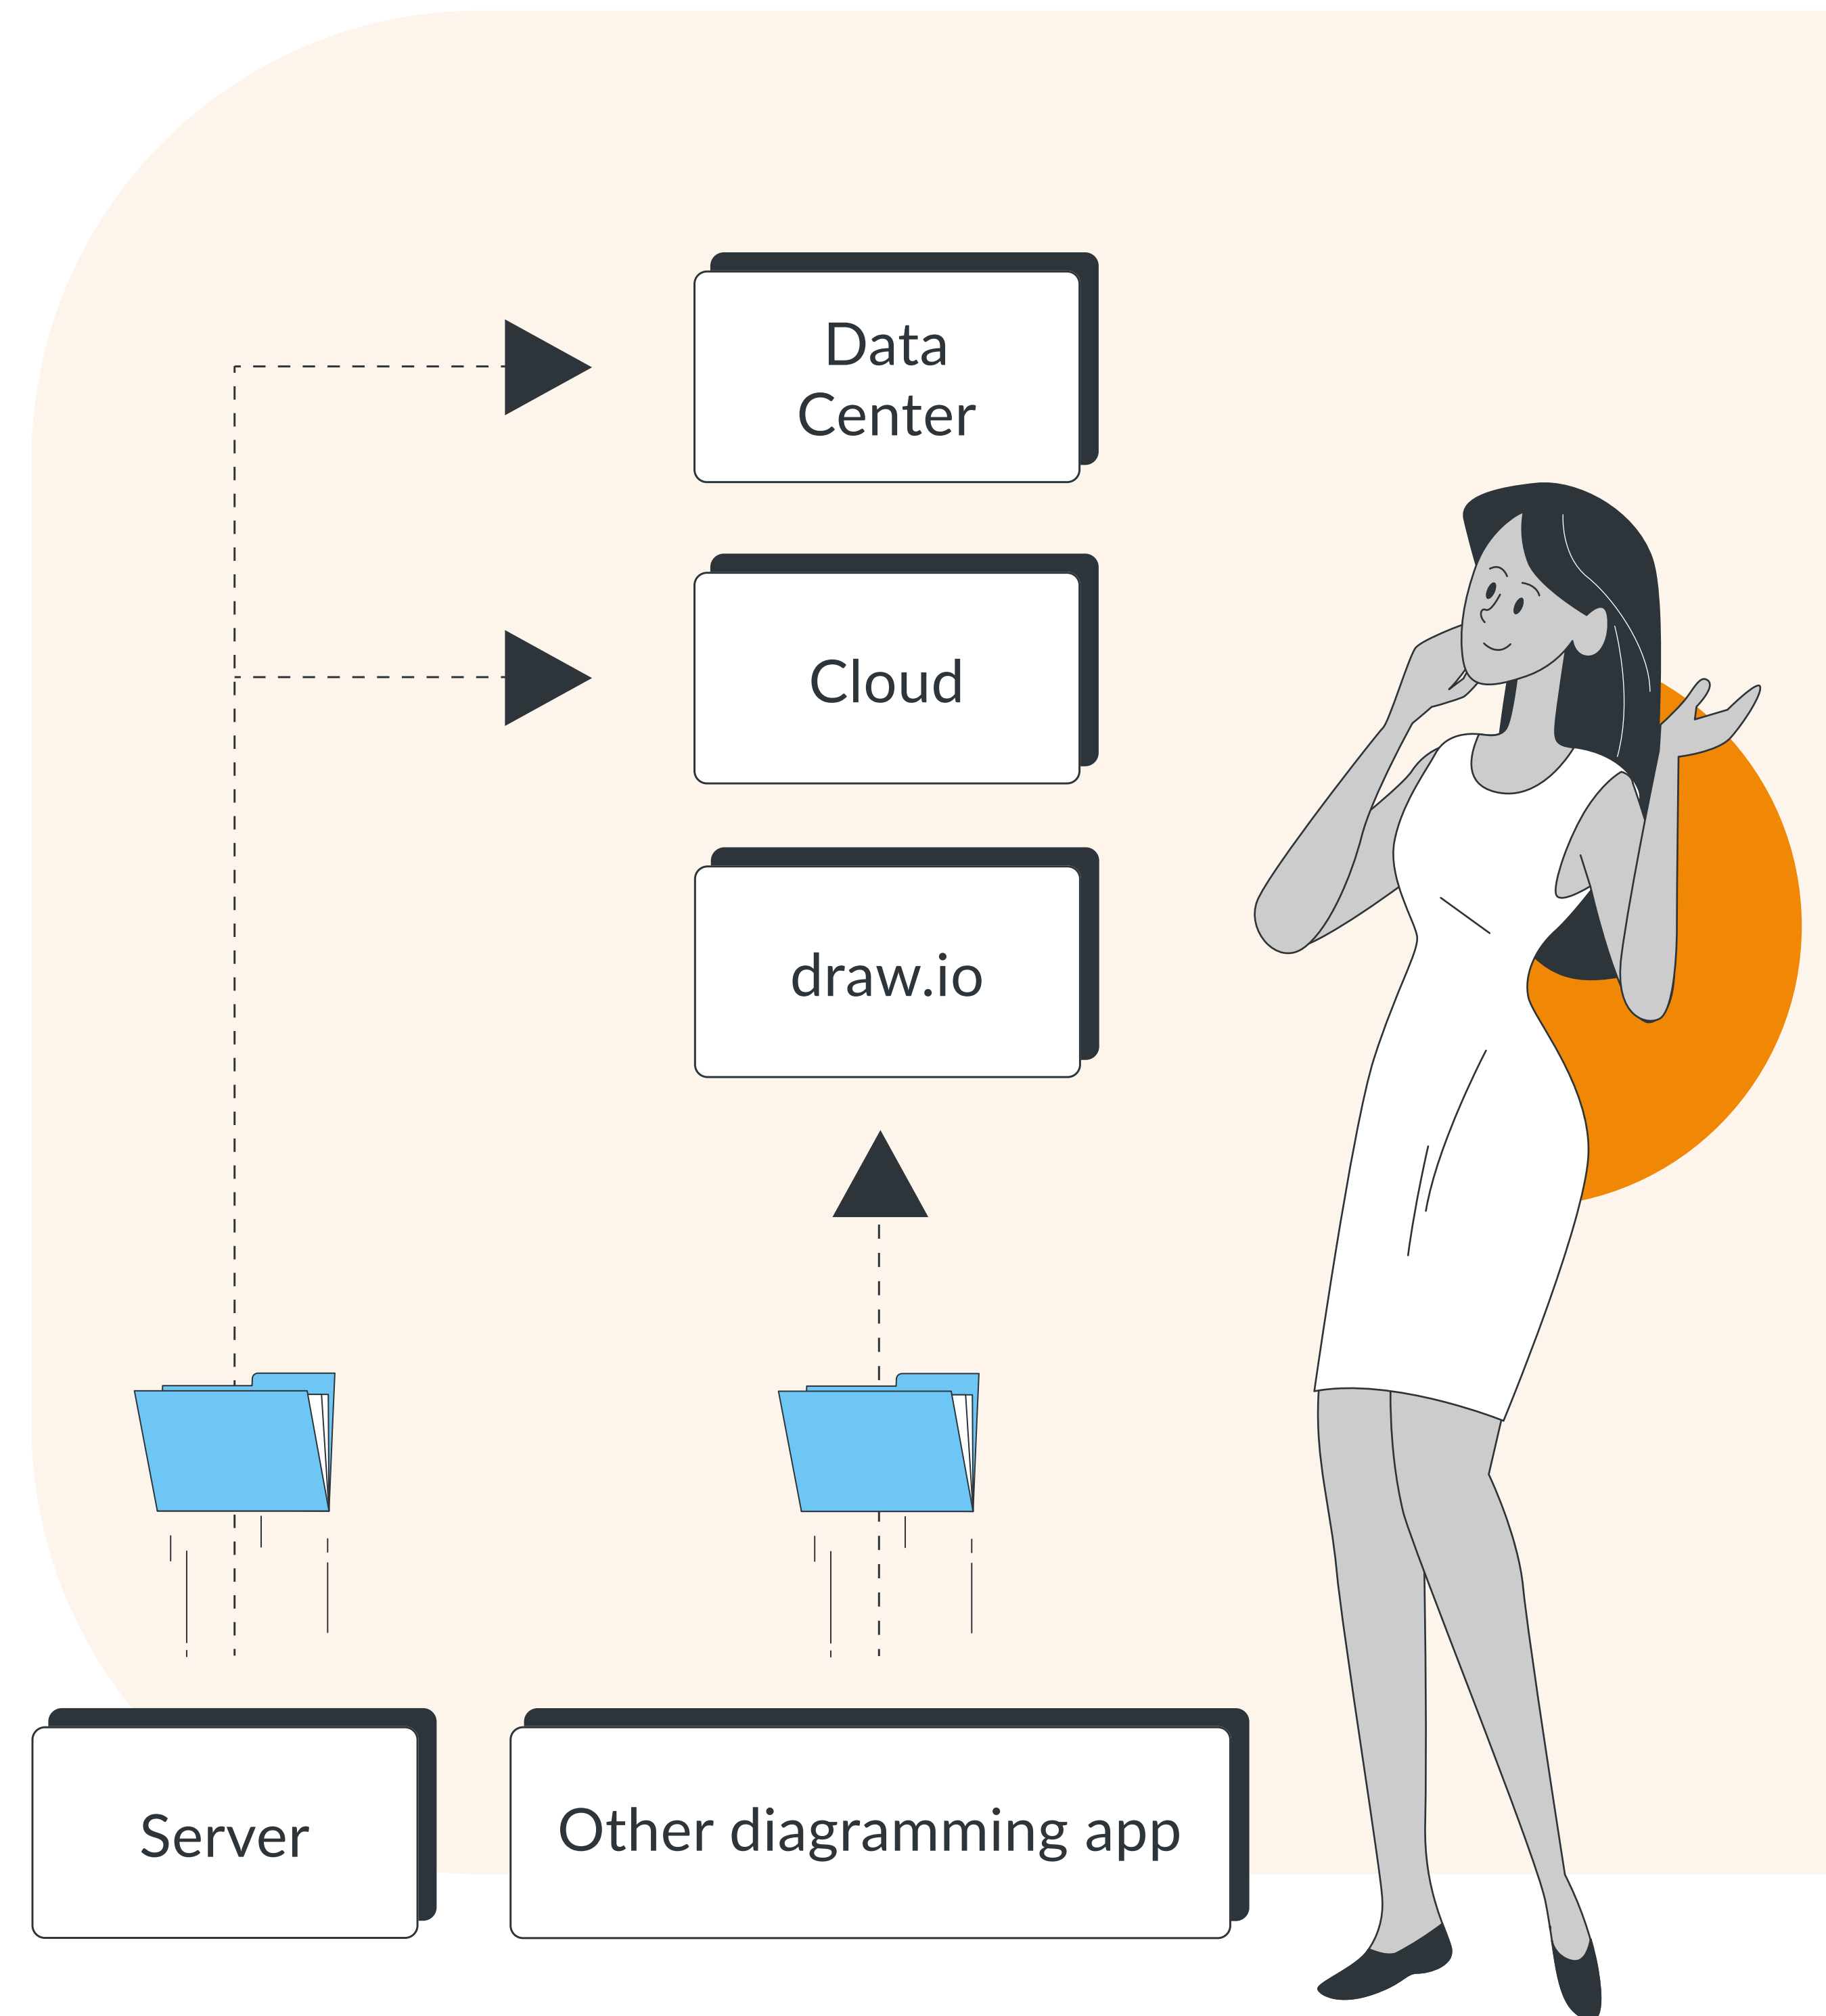 Data
Center
Cloud
draw.io
Server
Other diagramming app